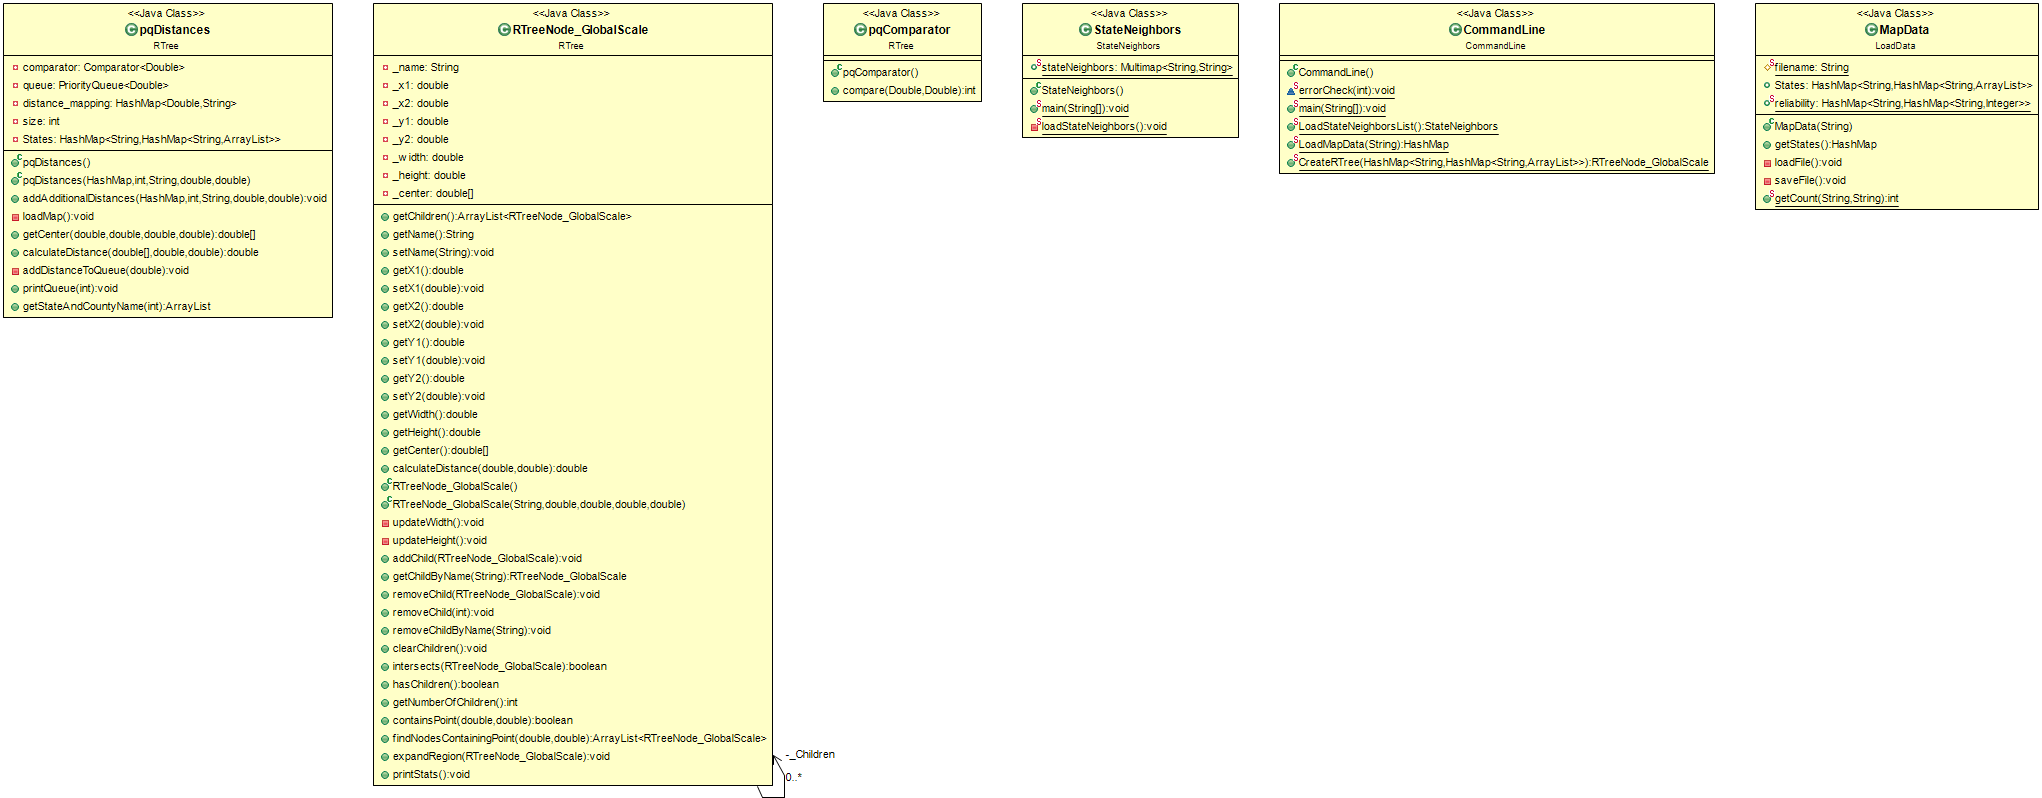 <<Java Class>>
pqDistances
RTree
comparator: Comparator<Double>
queue: PriorityQueue<Double>
distance_mapping: HashMap<Double,String>
size: int
States: HashMap<String,HashMap<String,ArrayList>>
pqDistances()
pqDistances(HashMap,int,String,double,double)
addAdditionalDistances(HashMap,int,String,double,double):void
loadMap():void
getCenter(double,double,double,double):double[]
calculateDistance(double[],double,double):double
addDistanceToQueue(double):void
printQueue(int):void
getStateAndCountyName(int):ArrayList
<<Java Class>>
RTreeNode_GlobalScale
RTree
_name: String
_x1: double
_x2: double
_y1: double
_y2: double
_width: double
_height: double
_center: double[]
getChildren():ArrayList<RTreeNode_GlobalScale>
getName():String
setName(String):void
getX1():double
setX1(double):void
getX2():double
setX2(double):void
getY1():double
setY1(double):void
getY2():double
setY2(double):void
getWidth():double
getHeight():double
getCenter():double[]
calculateDistance(double,double):double
RTreeNode_GlobalScale()
RTreeNode_GlobalScale(String,double,double,double,double)
updateWidth():void
updateHeight():void
addChild(RTreeNode_GlobalScale):void
getChildByName(String):RTreeNode_GlobalScale
removeChild(RTreeNode_GlobalScale):void
removeChild(int):void
removeChildByName(String):void
clearChildren():void
intersects(RTreeNode_GlobalScale):boolean
hasChildren():boolean
getNumberOfChildren():int
containsPoint(double,double):boolean
findNodesContainingPoint(double,double):ArrayList<RTreeNode_GlobalScale>
expandRegion(RTreeNode_GlobalScale):void
printStats():void
-_Children
0..*
<<Java Class>>
pqComparator
RTree
pqComparator()
compare(Double,Double):int
<<Java Class>>
StateNeighbors
StateNeighbors
stateNeighbors: Multimap<String,String>
StateNeighbors()
main(String[]):void
loadStateNeighbors():void
<<Java Class>>
CommandLine
CommandLine
CommandLine()
errorCheck(int):void
main(String[]):void
LoadStateNeighborsList():StateNeighbors
LoadMapData(String):HashMap
CreateRTree(HashMap<String,HashMap<String,ArrayList>>):RTreeNode_GlobalScale
<<Java Class>>
MapData
LoadData
filename: String
States: HashMap<String,HashMap<String,ArrayList>>
reliability: HashMap<String,HashMap<String,Integer>>
MapData(String)
getStates():HashMap
loadFile():void
saveFile():void
getCount(String,String):int